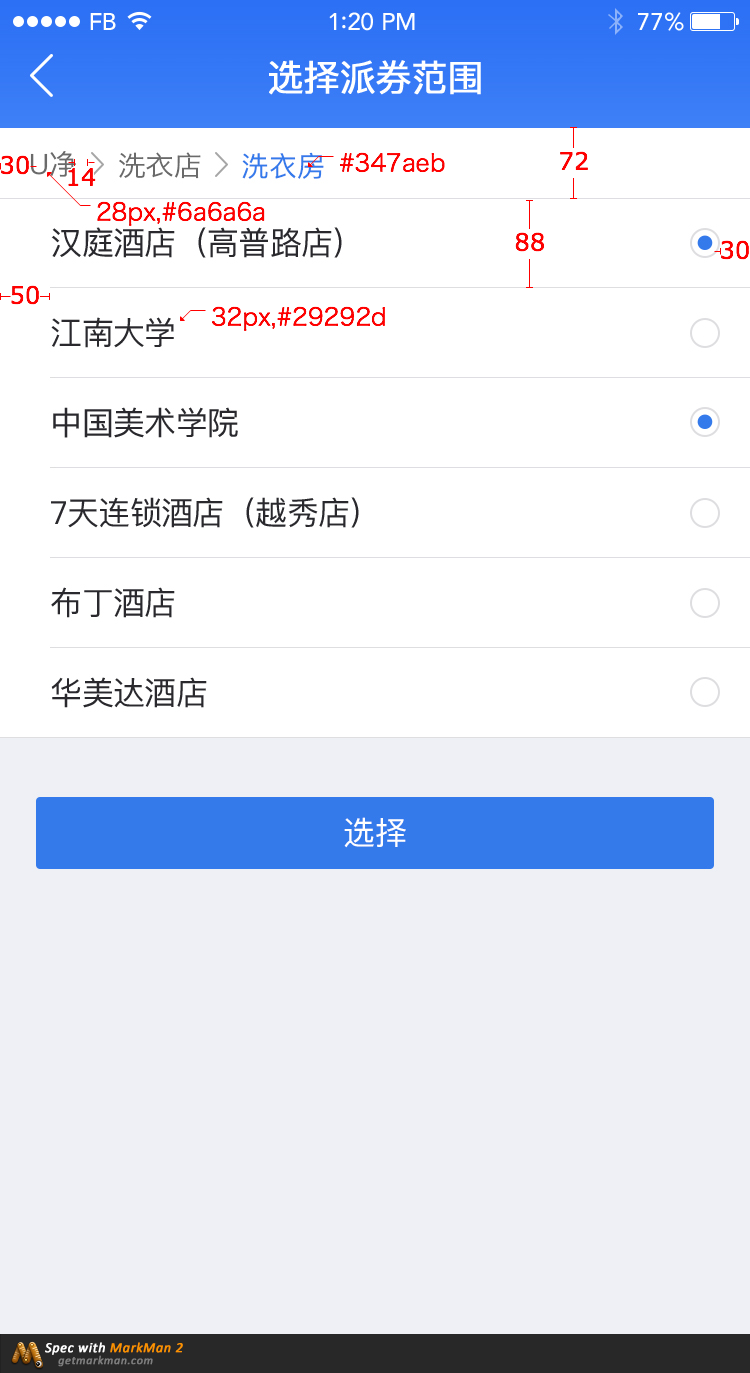 FB 1:20 PM 77%
选择派券范围
30 U净 14 洗衣店 洗衣房 #347aeb 72
28px,#6a6a6a
汉庭酒店（高普路店） 88 30
50
江南大学 32px,#29292d
中国美术学院
7天连锁酒店（越秀店）
布丁酒店
华美达酒店
选择
Spec with MarkMan 2
getmarkman.com